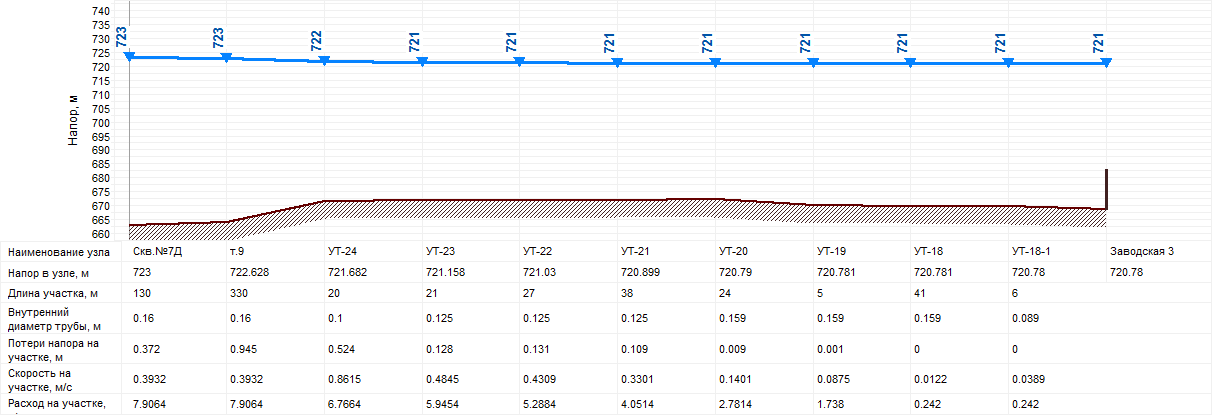 740
735
730
725
720
715
710
705
700
695
690
685
680
675
670
665
660
Напор, м
723 723 722 721 721 721 721 721 721 721 721
Наименование узла Скв.№7Д т.9 УТ-24 УТ-23 УТ-22 УТ-21 УТ-20 УТ-19 УТ-18 УТ-18-1 Заводская 3
Напор в узле, м 723 722.628 721.682 721.158 721.03 720.899 720.79 720.781 720.781 720.78 720.78
Длина участка, м 130 330 20 21 27 38 24 5 41 6
Внутренний
диаметр трубы, м 0.16 0.16 0.1 0.125 0.125 0.125 0.159 0.159 0.159 0.089
Потери напора на
участке, м 0.372 0.945 0.524 0.128 0.131 0.109 0.009 0.001 0 0
Скорость на
участке, м/с 0.3932 0.3932 0.8615 0.4845 0.4309 0.3301 0.1401 0.0875 0.0122 0.0389
Расход на участке, 7.9064 7.9064 6.7664 5.9454 5.2884 4.0514 2.7814 1.738 0.242 0.242